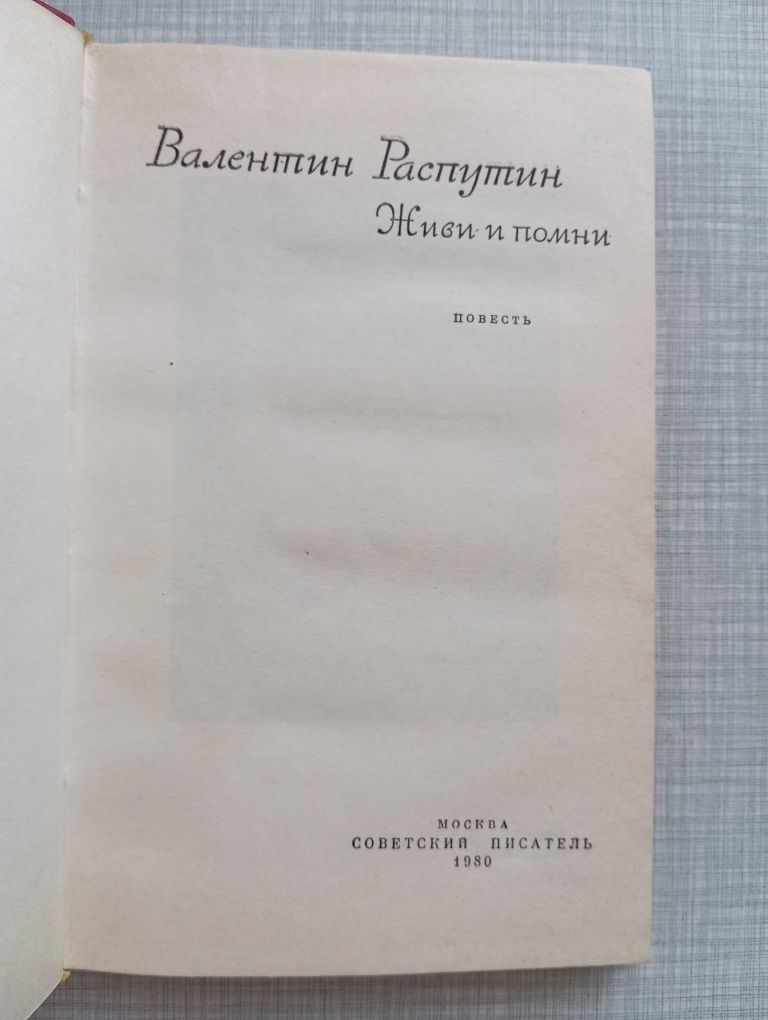 Валентин Распутин
Живи и помни
ПОВЕСТЬ
МОСКВА
СОВЕТСКИЙ ПИСАТЕЛЬ
1980